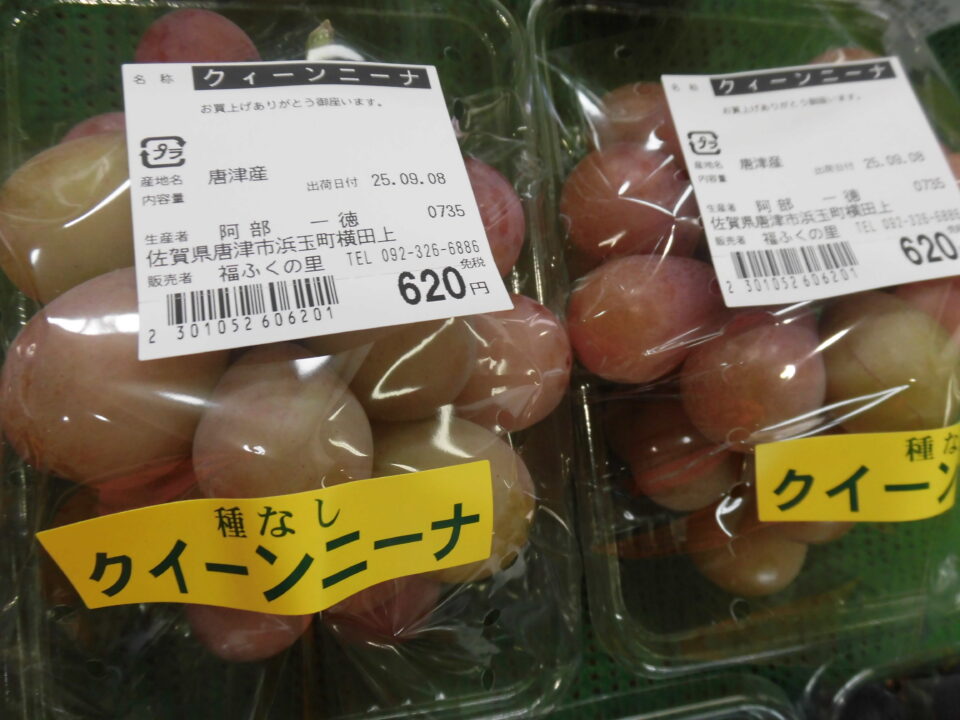 名称 クィーンニーナ
お買上げありがとう御座います。
プラ
産地名 唐津産
内容量
出荷日付 25.09.08
0735
生産者 阿部 一徳
佐賀県唐津市浜玉町横田上
販売者 福ふくの里
TEL 092-326-6886
620円
免税
2 301052 606201
種なし
クイーンニーナ
名称 クィーンニーナ
お買上げありがとう御座います。
プラ
産地名 唐津産
内容量
出荷日付 25.09.08
0735
生産者 阿部 一徳
佐賀県唐津市浜玉町横田上
販売者 福ふくの里
TEL 092-326-6886
620
2 301052 606201
種な
クイーン